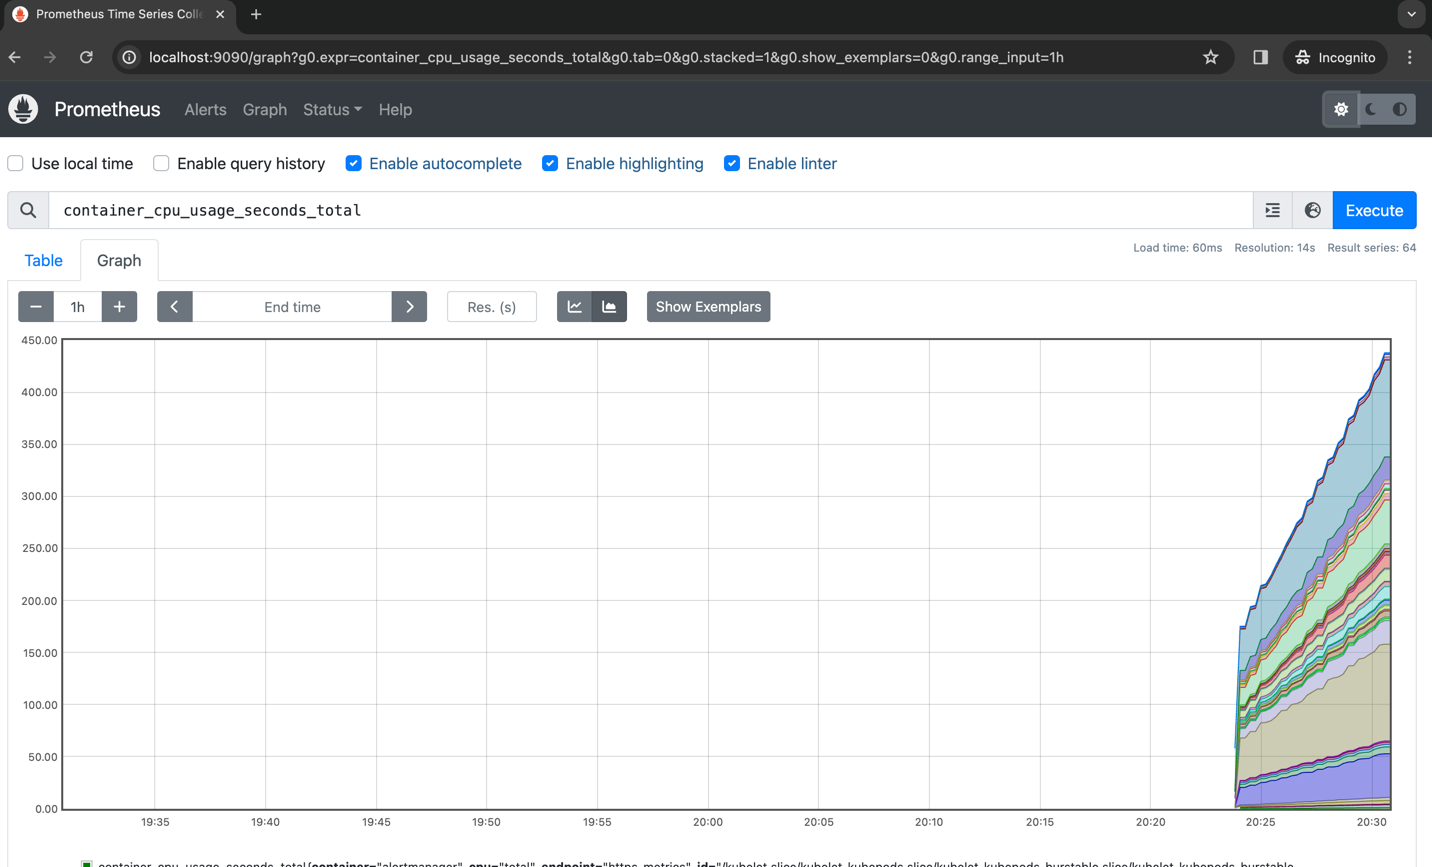 Prometheus Time Series Colle
localhost:9090/graph?g0.expr=container_cpu_usage_seconds_total&g0.tab=0&g0.stacked=1&g0.show_exemplars=0&g0.range_input=1h
Incognito
Prometheus Alerts Graph Status Help
Use local time Enable query history Enable autocomplete Enable highlighting Enable linter
container_cpu_usage_seconds_total
Execute
Load time: 60ms Resolution: 14s Result series: 64
Table Graph
1h End time Res. (s) Show Exemplars
450.00
400.00
350.00
300.00
250.00
200.00
150.00
100.00
50.00
0.00
19:35 19:40 19:45 19:50 19:55 20:00 20:05 20:10 20:15 20:20 20:25 20:30
container_cpu_usage_seconds_total{container="alertmanager", cpu="total", endpoint="https-metrics", id="/kubelet.slice/kubelet-kubepods.slice/kubelet-kubepods-burstable.slice/kubelet-kubepods-burstable-